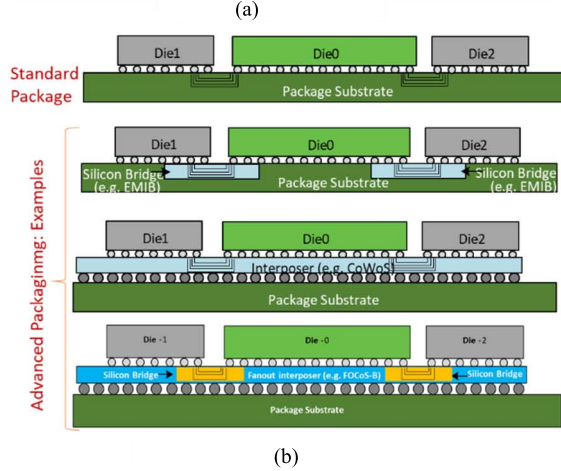 (a)
Die1
Die0
Die2
Standard
Package
Package Substrate
Advanced Packaginmg: Examples
Die1
Die0
Die2
Silicon Bridge
(e.g. EMIB)
Package Substrate
Silicon Bridge
(e.g. EMIB)
Die1
Die0
Die2
Interposer (e.g. CoWoS)
Package Substrate
Die -1
Die -0
Die -2
Silicon Bridge
Fanout interposer (e.g. FOCoS-B)
Silicon Bridge
Package Substrate
(b)